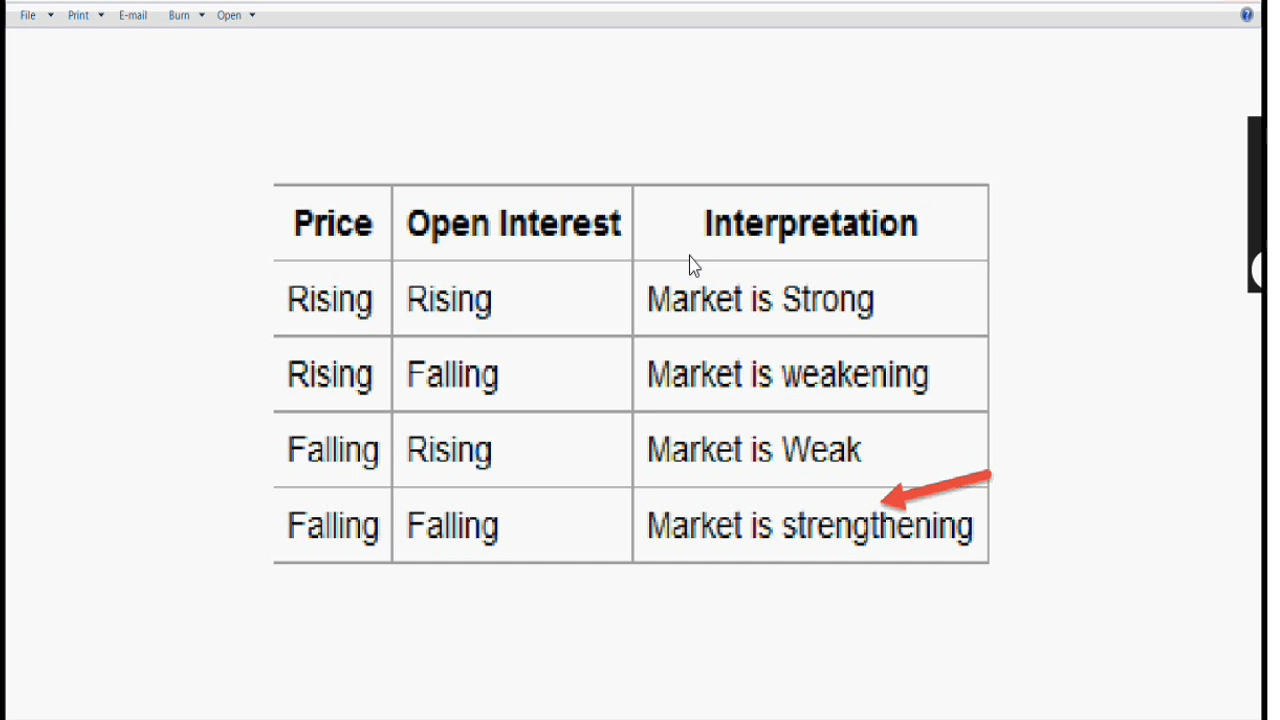 File Print E-mail Burn Open
Price Open Interest Interpretation
Rising Rising Market is Strong
Rising Falling Market is weakening
Falling Rising Market is Weak
Falling Falling Market is strengthening